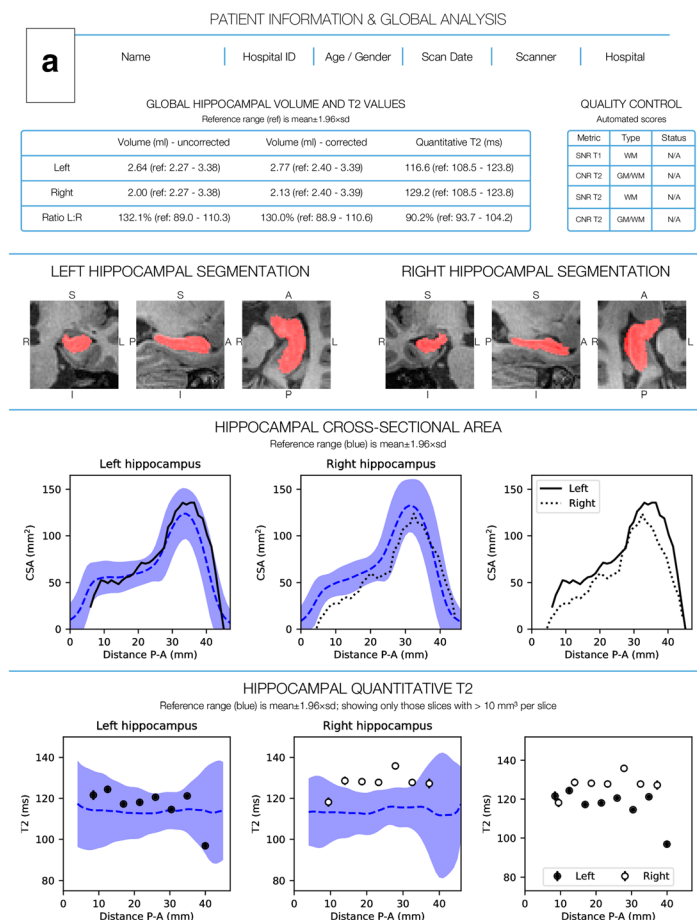 PATIENT INFORMATION & GLOBAL ANALYSIS
a
Name Hospital ID Age / Gender Scan Date Scanner Hospital
GLOBAL HIPPOCAMPAL VOLUME AND T2 VALUES
Reference range (ref) is mean±1.96×sd
Volume (ml) - uncorrected Volume (ml) - corrected Quantitative T2 (ms)
Left 2.64 (ref: 2.27 - 3.38) 2.77 (ref: 2.40 - 3.39) 116.6 (ref: 108.5 - 123.8)
Right 2.00 (ref: 2.27 - 3.38) 2.13 (ref: 2.40 - 3.39) 129.2 (ref: 108.5 - 123.8)
Ratio L:R 132.1% (ref: 89.0 - 110.3) 130.0% (ref: 88.9 - 110.6) 90.2% (ref: 93.7 - 104.2)
QUALITY CONTROL
Automated scores
Metric Type Status
SNR T1 WM N/A
CNR T2 GM/WM N/A
SNR T2 WM N/A
CNR T2 GM/WM N/A
LEFT HIPPOCAMPAL SEGMENTATION
S S A
R L P A R L
I I P
RIGHT HIPPOCAMPAL SEGMENTATION
S S A
R L P A R L
I I P
HIPPOCAMPAL CROSS-SECTIONAL AREA
Reference range (blue) is mean±1.96×sd
Left hippocampus
CSA (mm²)
150
100
50
0
0 10 20 30 40
Distance P-A (mm)
Right hippocampus
CSA (mm²)
150
100
50
0
0 10 20 30 40
Distance P-A (mm)
Left
Right
CSA (mm²)
150
100
50
0
0 10 20 30 40
Distance P-A (mm)
HIPPOCAMPAL QUANTITATIVE T2
Reference range (blue) is mean±1.96×sd; showing only those slices with > 10 mm³ per slice
Left hippocampus
T2 (ms)
140
120
100
80
0 10 20 30 40
Distance P-A (mm)
Right hippocampus
T2 (ms)
140
120
100
80
0 10 20 30 40
Distance P-A (mm)
T2 (ms)
140
120
100
80
Left Right
0 10 20 30 40
Distance P-A (mm)